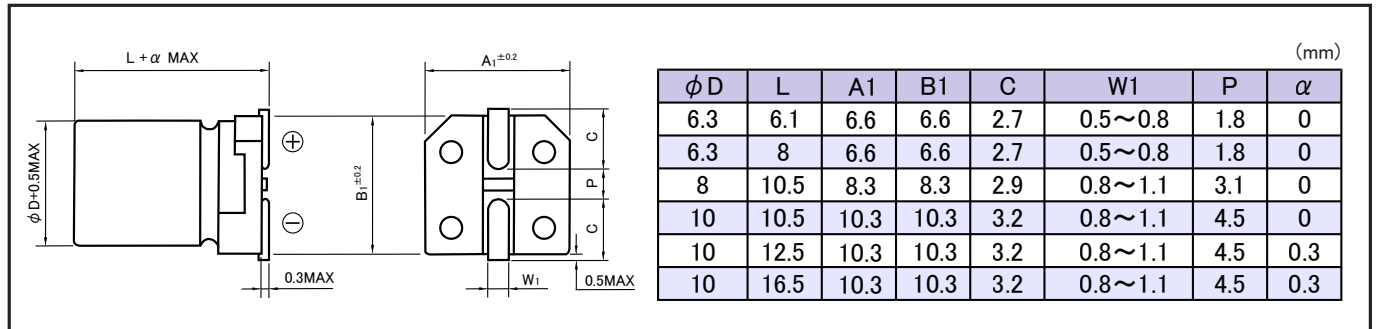 (mm)
L + α MAX
φD+0.5MAX
⊕
⊖
0.3MAX
A1±0.2
B1±0.2
C
P
C
W1
0.5MAX
φD L A1 B1 C W1 P α
6.3 6.1 6.6 6.6 2.7 0.5～0.8 1.8 0
6.3 8 6.6 6.6 2.7 0.5～0.8 1.8 0
8 10.5 8.3 8.3 2.9 0.8～1.1 3.1 0
10 10.5 10.3 10.3 3.2 0.8～1.1 4.5 0
10 12.5 10.3 10.3 3.2 0.8～1.1 4.5 0.3
10 16.5 10.3 10.3 3.2 0.8～1.1 4.5 0.3